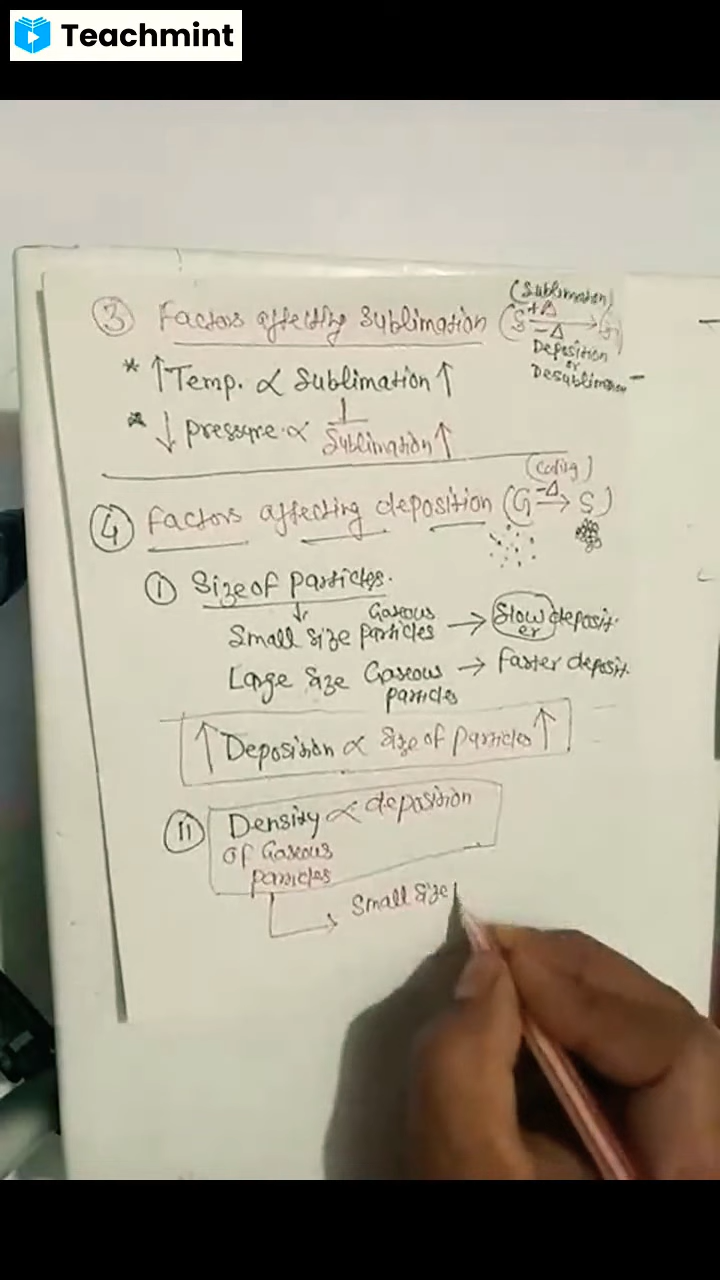 Teachmint
(Sublimation)
③ Factors affecting Sublimation (S +Δ → G)
-Δ
Deposition
or
Desublimation
* ↑Temp. ∝ Sublimation ↑
* ↓ pressure ∝ 1
Sublimation ↑
(Cooling)
④ Factors affecting deposition (G -Δ → S)
① Size of particles.
Small size Gaseous particles → Slower deposit.
Large size Gaseous particles → faster deposit.
↑ Deposition ∝ Size of particles ↑
⑪ Density ∝ deposition
of Gaseous
particles
Small size